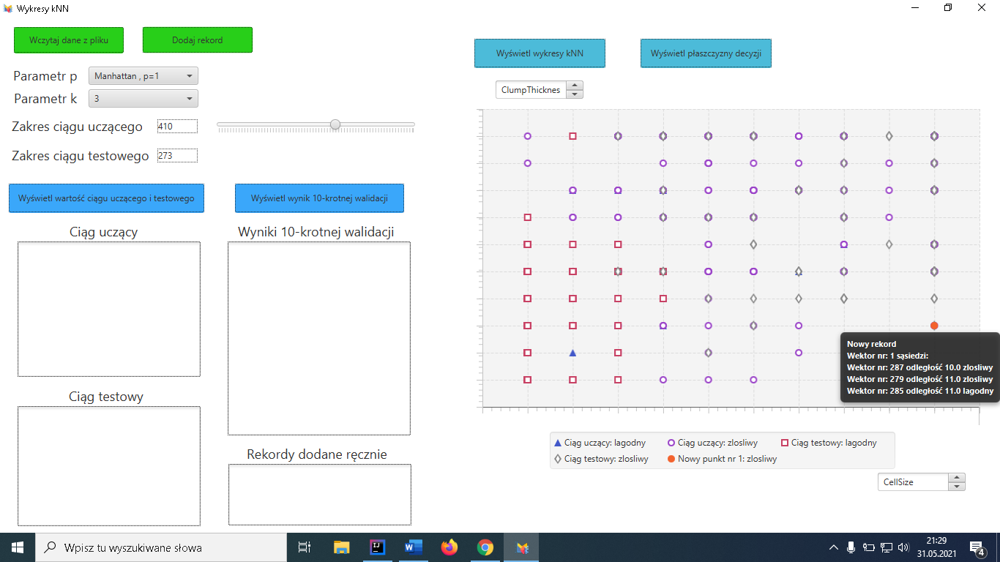 Wykresy kNN
Wczytaj dane z pliku
Dodaj rekord
Parametr p
Manhattan , p=1
Parametr k
3
Zakres ciągu uczącego
410
Zakres ciągu testowego
273
Wyświetl wartość ciągu uczącego i testowego
Wyświetl wynik 10-krotnej walidacji
Ciąg uczący
Wyniki 10-krotnej walidacji
Ciąg testowy
Rekordy dodane ręcznie
Wyświetl wykresy kNN
Wyświetl płaszczyzny decyzji
ClumpThicknes
Nowy rekord
Wektor nr: 1 sąsiedzi:
Wektor nr: 287 odległość 10.0 zlosliwy
Wektor nr: 279 odległość 11.0 zlosliwy
Wektor nr: 285 odległość 11.0 lagodny
Ciąg uczący: lagodny
Ciąg uczący: zlosliwy
Ciąg testowy: lagodny
Ciąg testowy: zlosliwy
Nowy punkt nr 1: zlosliwy
CellSize
Wpisz tu wyszukiwane słowa
21:29
31.05.2021
4